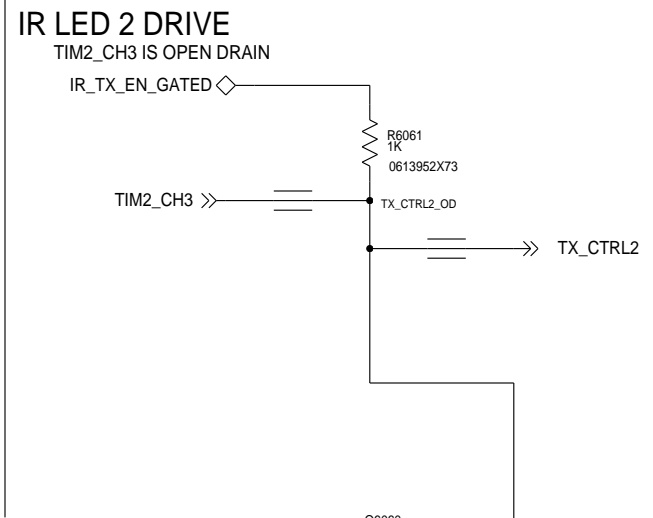 IR LED 2 DRIVE
TIM2_CH3 IS OPEN DRAIN
IR_TX_EN_GATED
R6061
1K
0613952X73
TIM2_CH3
TX_CTRL2_OD
TX_CTRL2